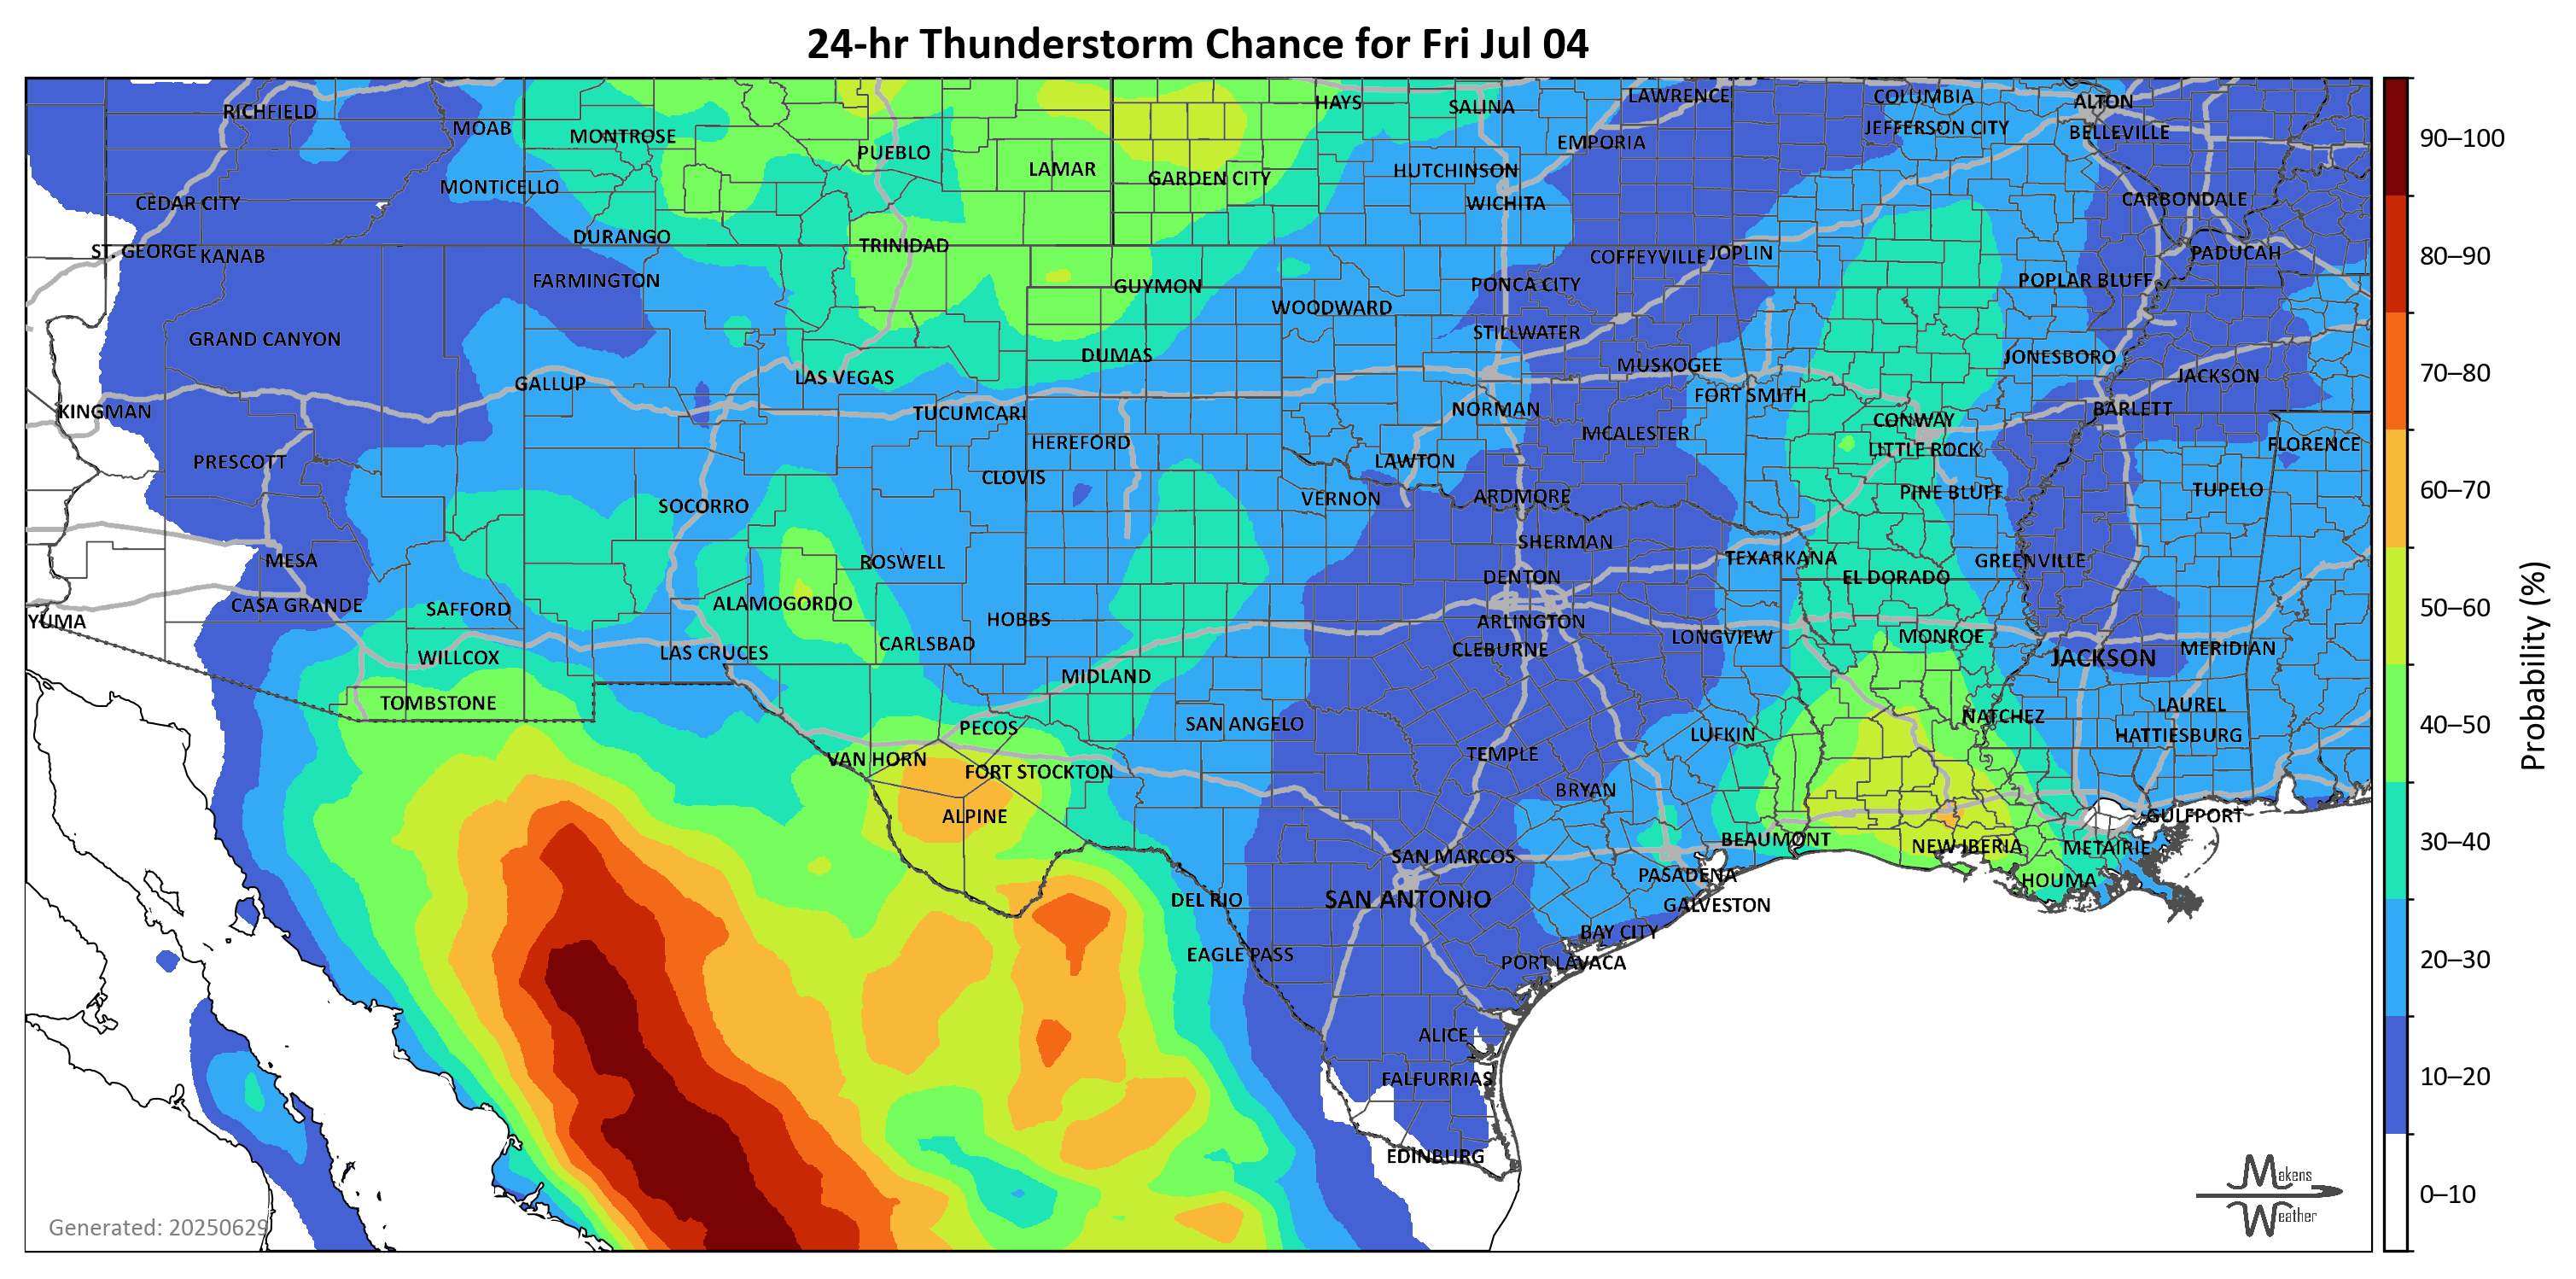 24-hr Thunderstorm Chance for Fri Jul 04
RICHFIELD
MOAB
MONTROSE
PUEBLO
LAMAR
HAYS
SALINA
LAWRENCE
COLUMBIA
ALTON
EMPORIA
JEFFERSON CITY
BELLEVILLE
GARDEN CITY
HUTCHINSON
MONTICELLO
CEDAR CITY
WICHITA
CARBONDALE
DURANGO
TRINIDAD
ST. GEORGE
KANAB
COFFEYVILLE
JOPLIN
PADUCAH
FARMINGTON
GUYMON
PONCA CITY
POPLAR BLUFF
WOODWARD
GRAND CANYON
STILLWATER
DUMAS
MUSKOGEE
JONESBORO
GALLUP
LAS VEGAS
JACKSON
KINGMAN
TUCUMCARI
NORMAN
FORT SMITH
BARLETT
CONWAY
HEREFORD
MCALESTER
LITTLE ROCK
FLORENCE
PRESCOTT
LAWTON
CLOVIS
PINE BLUFF
TUPELO
SOCORRO
VERNON
ARDMORE
SHERMAN
MESA
ROSWELL
TEXARKANA
GREENVILLE
DENTON
EL DORADO
CASA GRANDE
SAFFORD
ALAMOGORDO
YUMA
HOBBS
ARLINGTON
LONGVIEW
MONROE
WILLCOX
LAS CRUCES
CARLSBAD
CLEBURNE
JACKSON
MERIDIAN
MIDLAND
TOMBSTONE
LAUREL
PECOS
SAN ANGELO
NATCHEZ
LUFKIN
HATTIESBURG
VAN HORN
TEMPLE
FORT STOCKTON
BRYAN
ALPINE
GULFPORT
BEAUMONT
NEW IBERIA
METAIRIE
SAN MARCOS
PASADENA
HOUMA
DEL RIO
SAN ANTONIO
GALVESTON
BAY CITY
EAGLE PASS
PORT LAVACA
ALICE
FALFURRIAS
EDINBURG
Generated: 20250629
Makens
Weather
90–100
80–90
70–80
60–70
50–60
40–50
30–40
20–30
10–20
0–10
Probability (%)